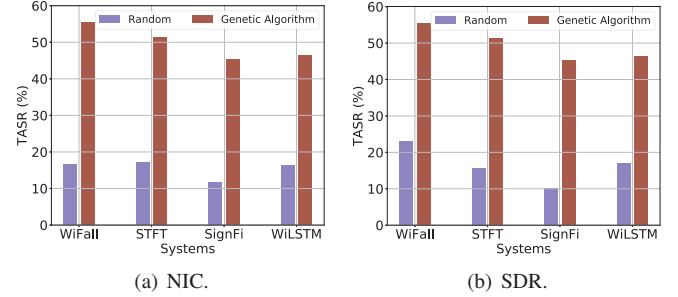 60
50
40
30
20
10
0
TASR (%)
Random Genetic Algorithm
WiFall STFT SignFi WiLSTM
Systems
(a) NIC.
60
50
40
30
20
10
0
TASR (%)
Random Genetic Algorithm
WiFall STFT SignFi WiLSTM
Systems
(b) SDR.